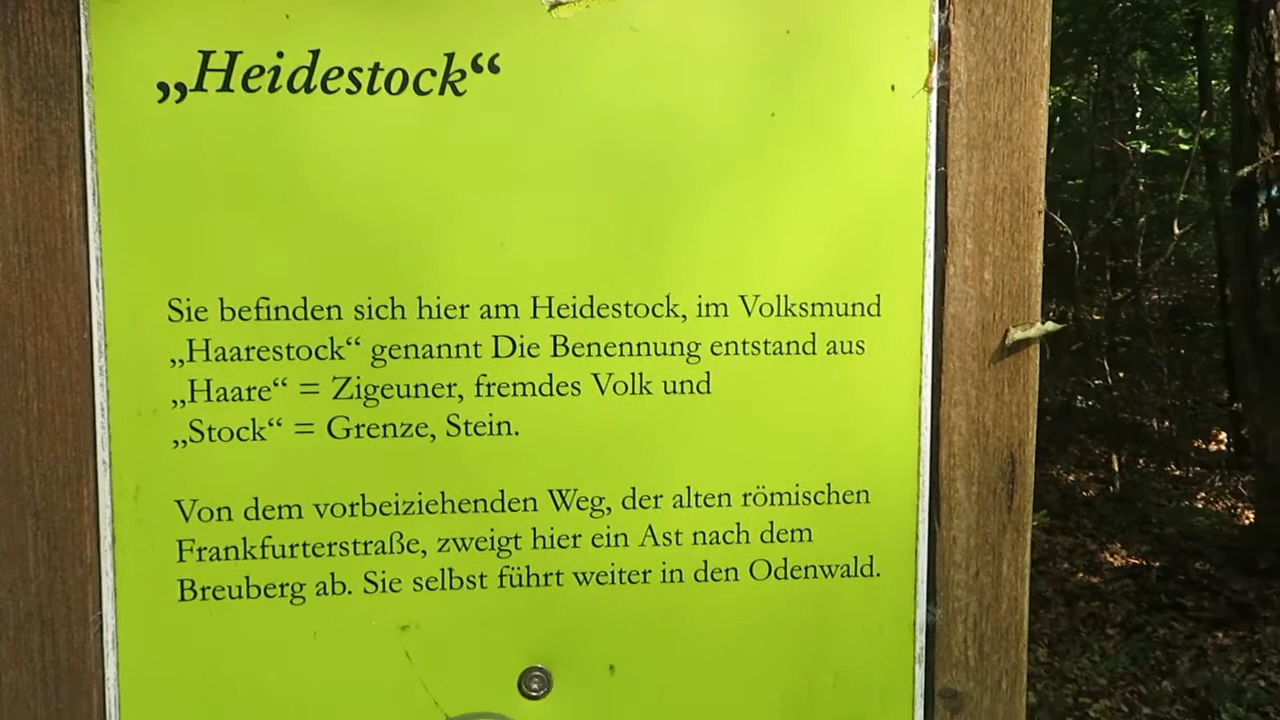 „Heidestock“
Sie befinden sich hier am Heidestock, im Volksmund
„Haarestock“ genannt Die Benennung entstand aus
„Haare“ = Zigeuner, fremdes Volk und
„Stock“ = Grenze, Stein.
Von dem vorbeiziehenden Weg, der alten römischen
Frankfurterstraße, zweigt hier ein Ast nach dem
Breuberg ab. Sie selbst führt weiter in den Odenwald.